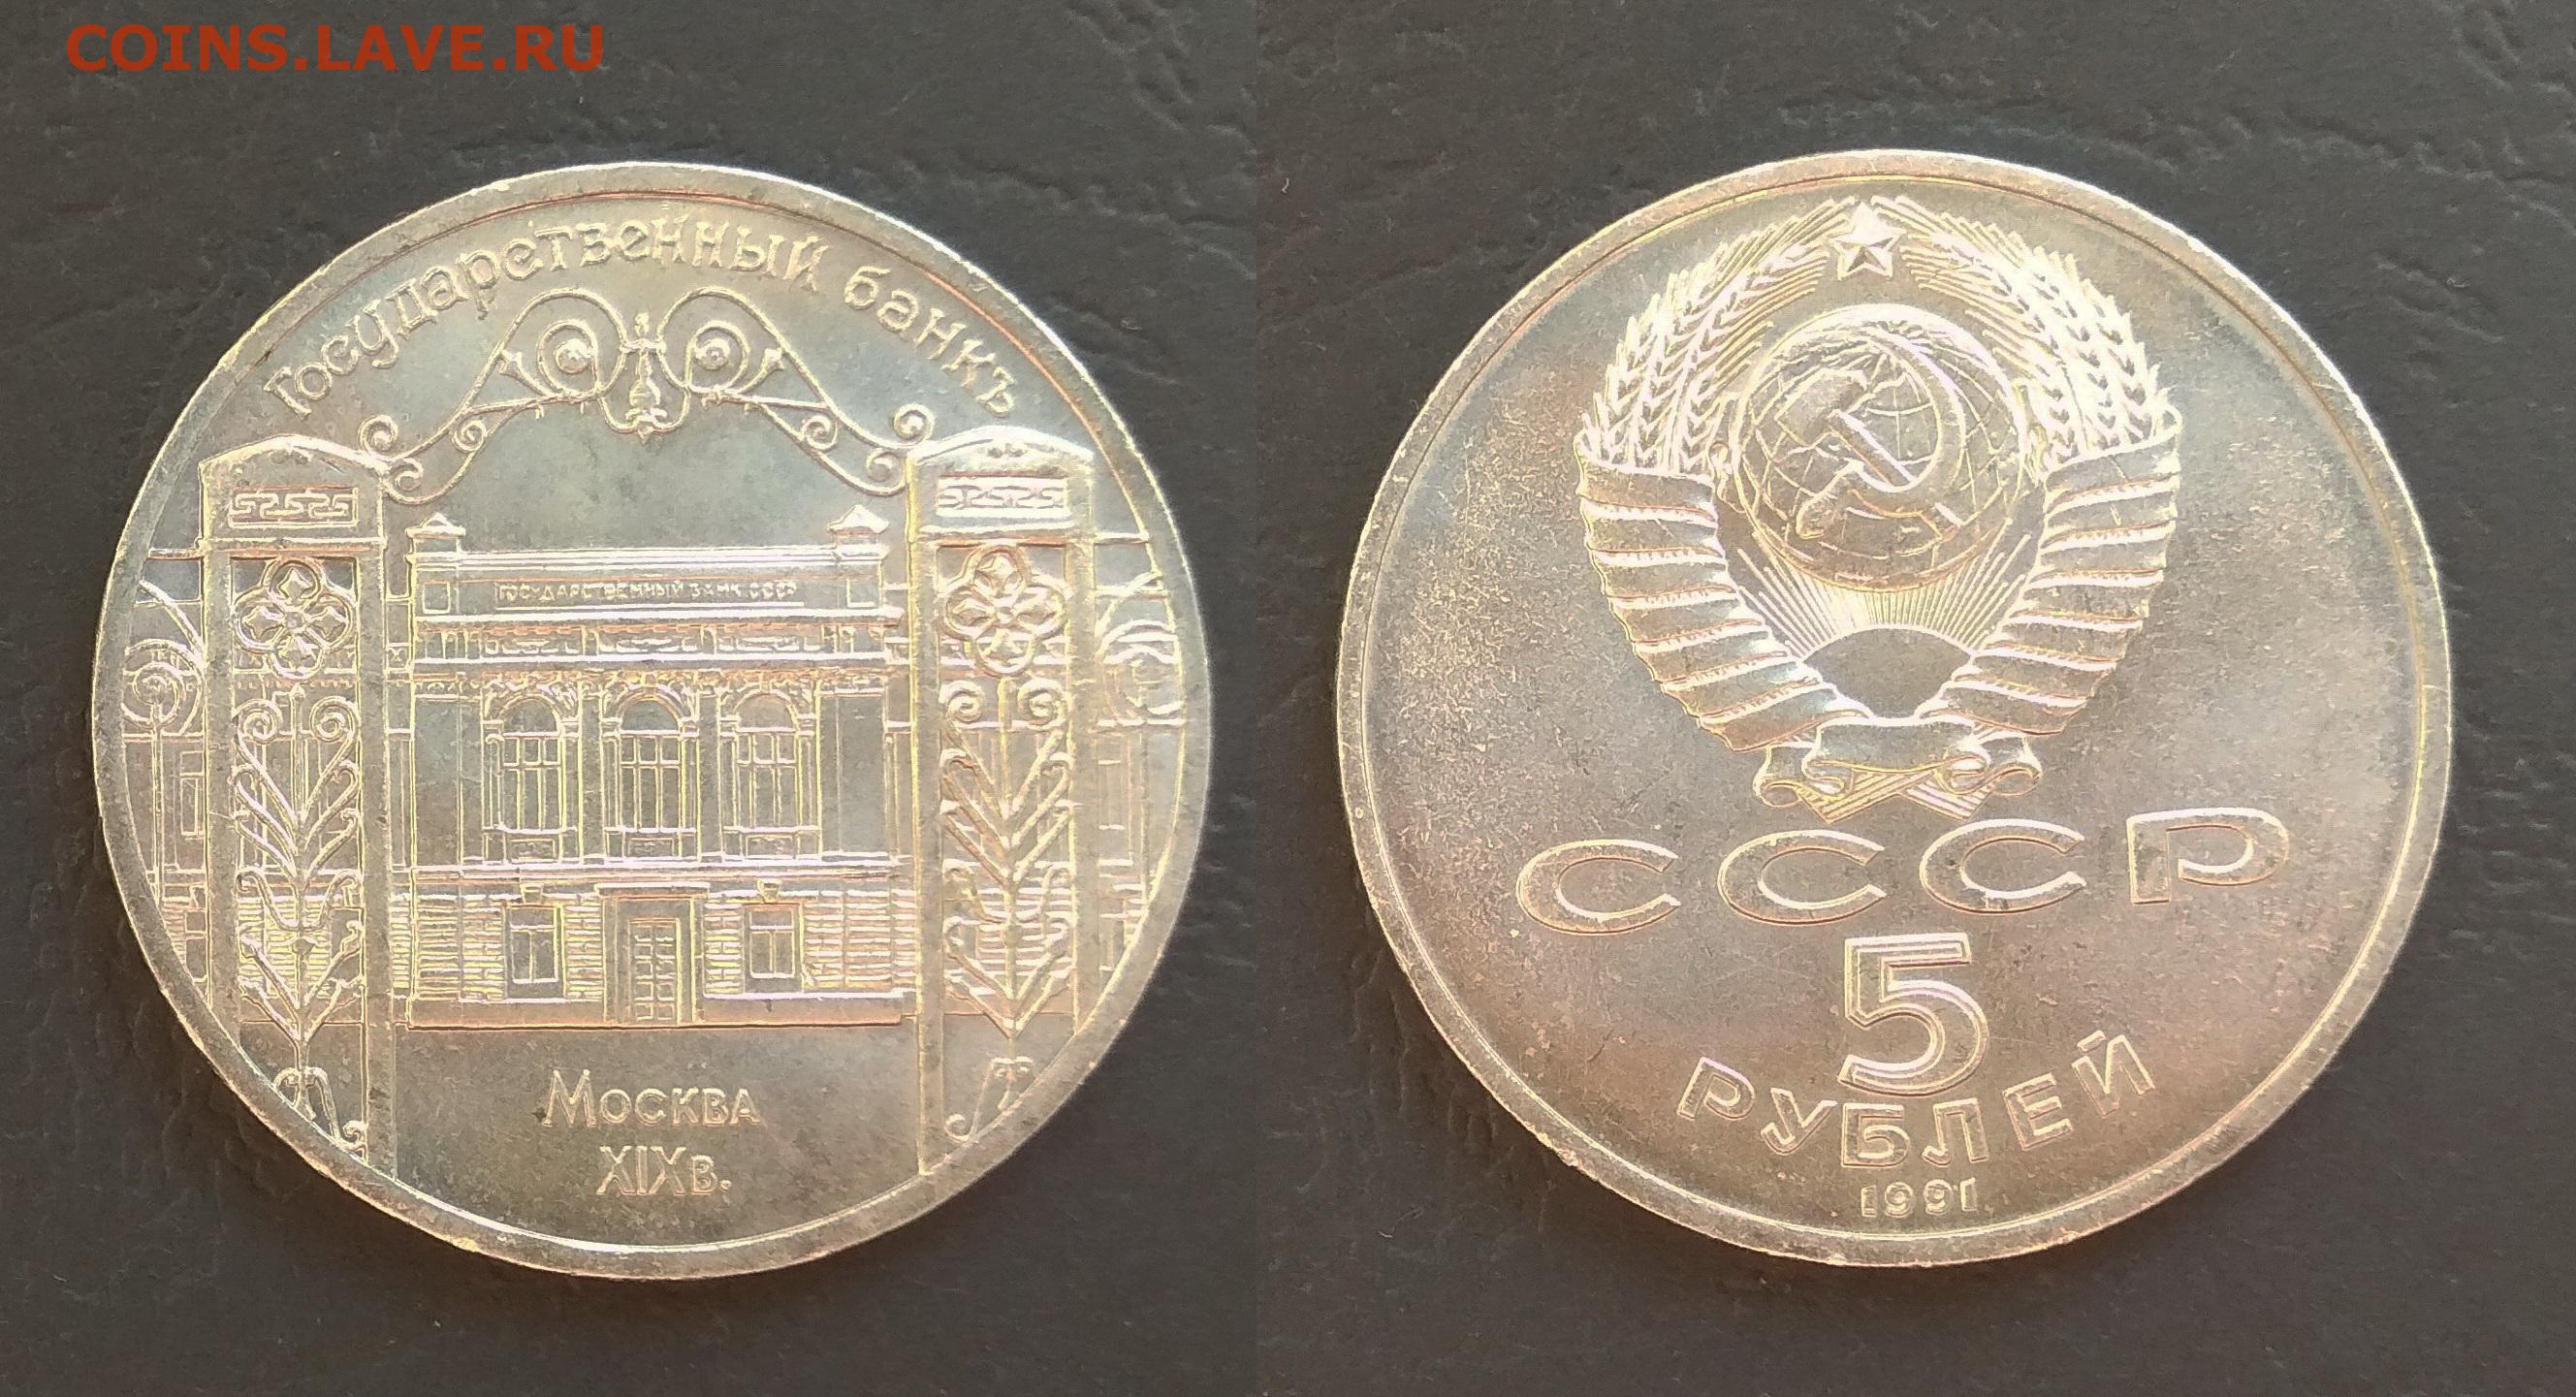 COINS.LAVE.RU
Государственный банкъ
ГОСУДАРСТВЕННЫЙ БАНК СССР
МОСКВА
XIXв.
СССР
5
РУБЛЕЙ
1991